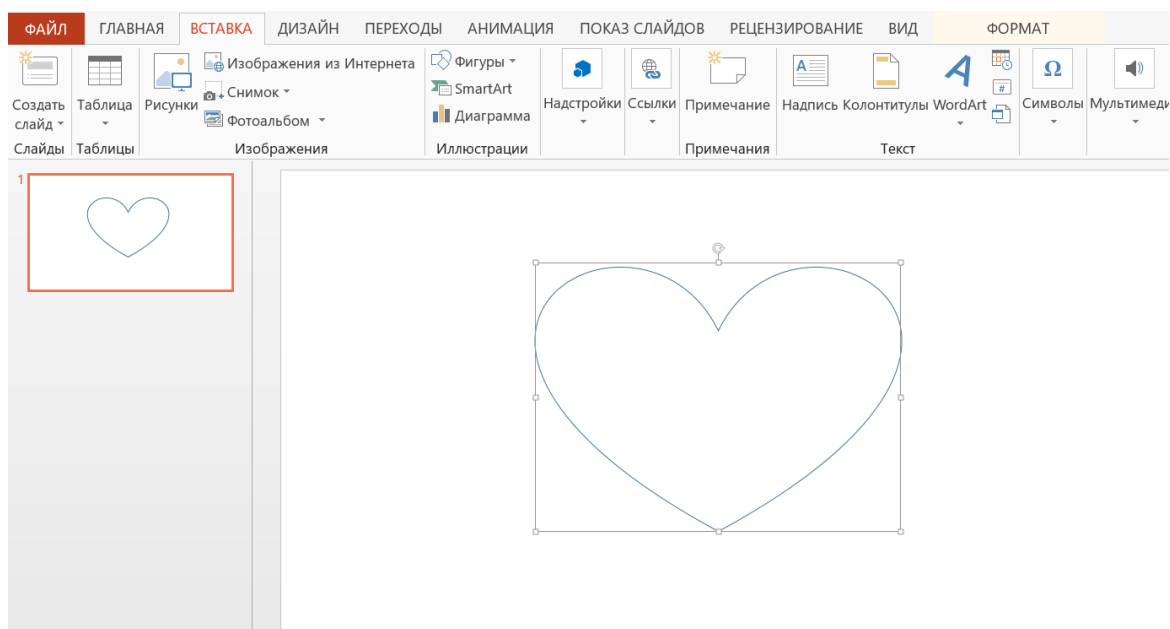 ФАЙЛ ГЛАВНАЯ ВСТАВКА ДИЗАЙН ПЕРЕХОДЫ АНИМАЦИЯ ПОКАЗ СЛАЙДОВ РЕЦЕНЗИРОВАНИЕ ВИД ФОРМАТ
Создать слайд
Таблица
Рисунки
Изображения из Интернета
Снимок
Фотоальбом
Фигуры
SmartArt
Диаграмма
Надстройки
Ссылки
Примечание
Надпись
Колонтитулы
WordArt
Символы
Мультимеди
Слайды Таблицы Изображения Иллюстрации Примечания Текст
1